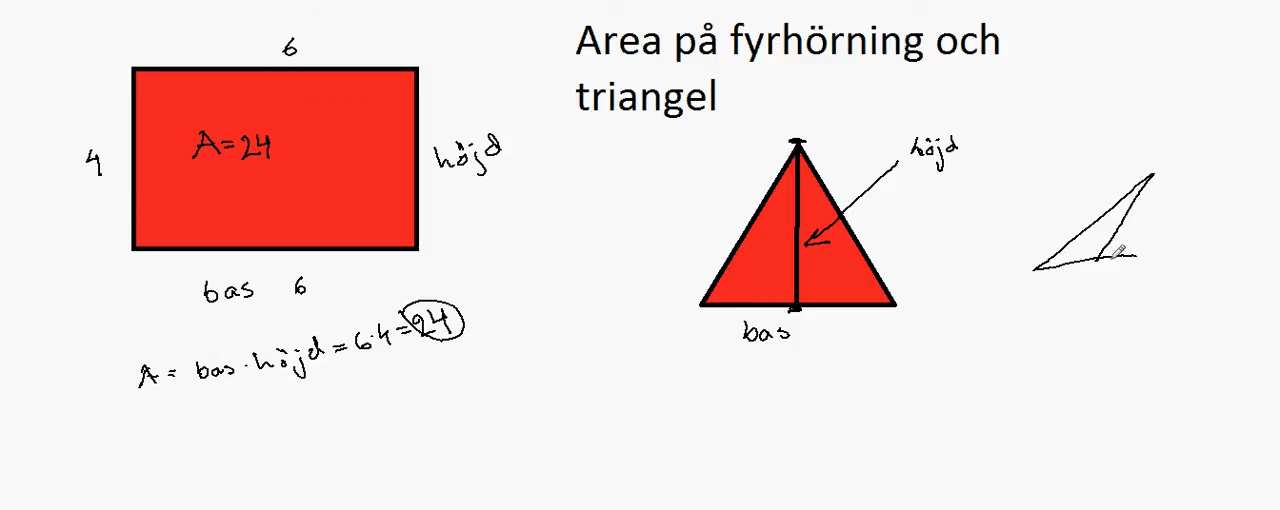 Area på fyrhörning och
triangel
6
4
A=24
höjd
bas 6
A = bas · höjd = 6·4 = 24
höjd
bas